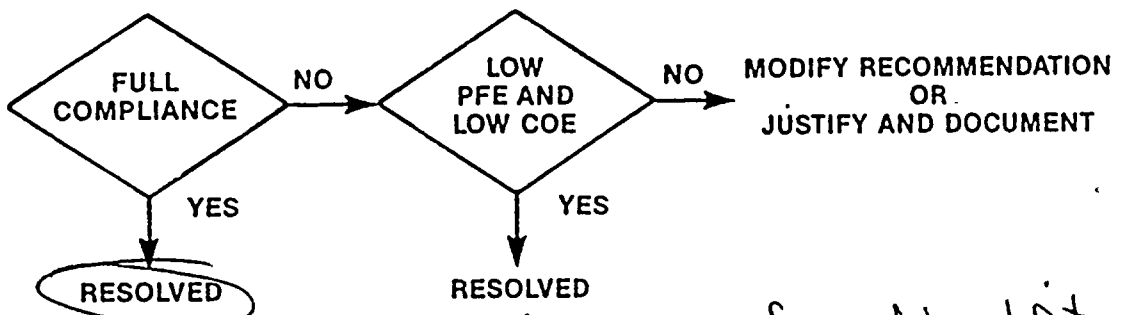 FULL
COMPLIANCE
NO
LOW
PFE AND
LOW COE
NO
MODIFY RECOMMENDATION
OR
JUSTIFY AND DOCUMENT
YES
YES
RESOLVED
RESOLVED